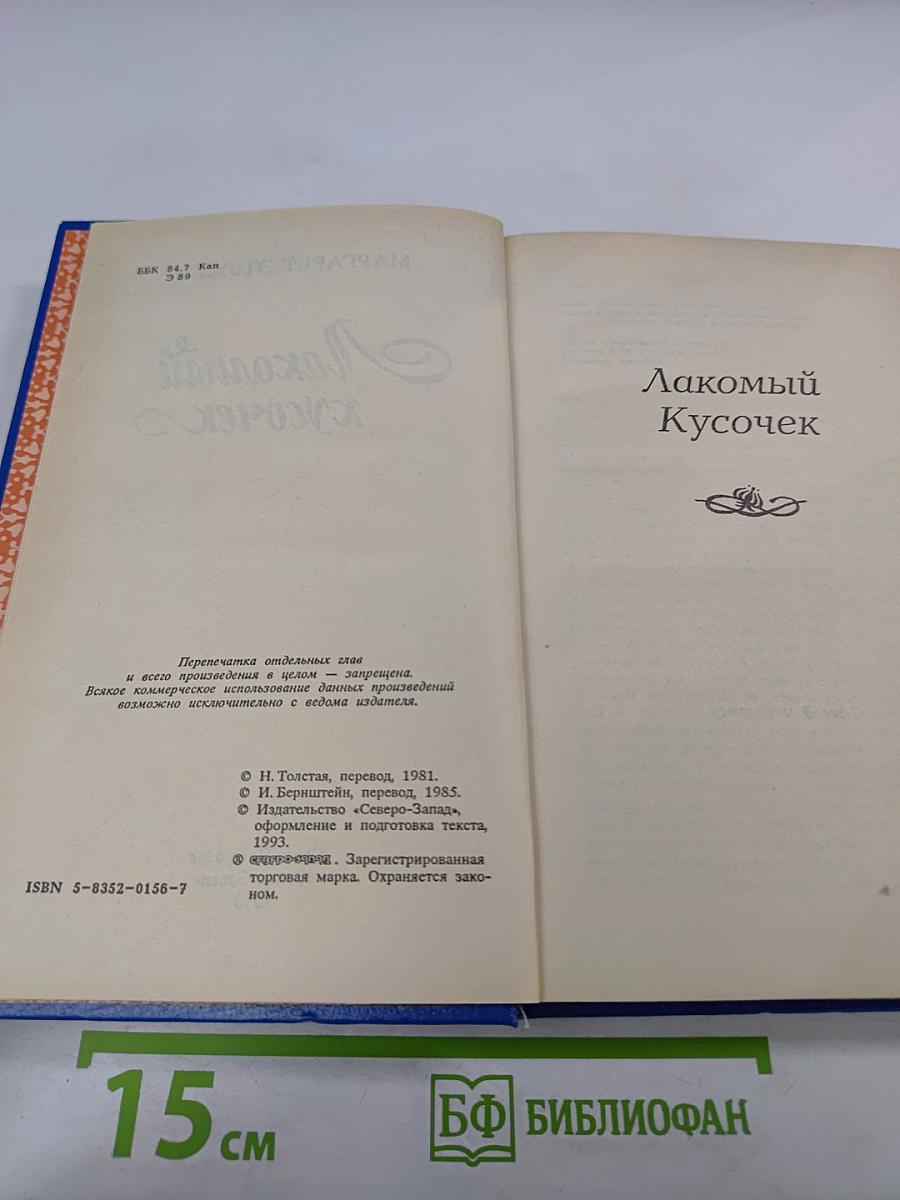 ББК 84.7 Кан
Э 89
Перепечатка отдельных глав
и всего произведения в целом — запрещена.
Всякое коммерческое использование данных произведений
возможно исключительно с ведома издателя.
© Н. Толстая, перевод, 1981.
© И. Бернштейн, перевод, 1985.
© Издательство «Северо-Запад»,
оформление и подготовка текста,
1993.
® СЕВЕРО-ЗАПАД. Зарегистрированная
торговая марка. Охраняется зако-
ном.
ISBN 5-8352-0156-7
Лакомый
Кусочек
15 см
БФ БИБЛИОФАН